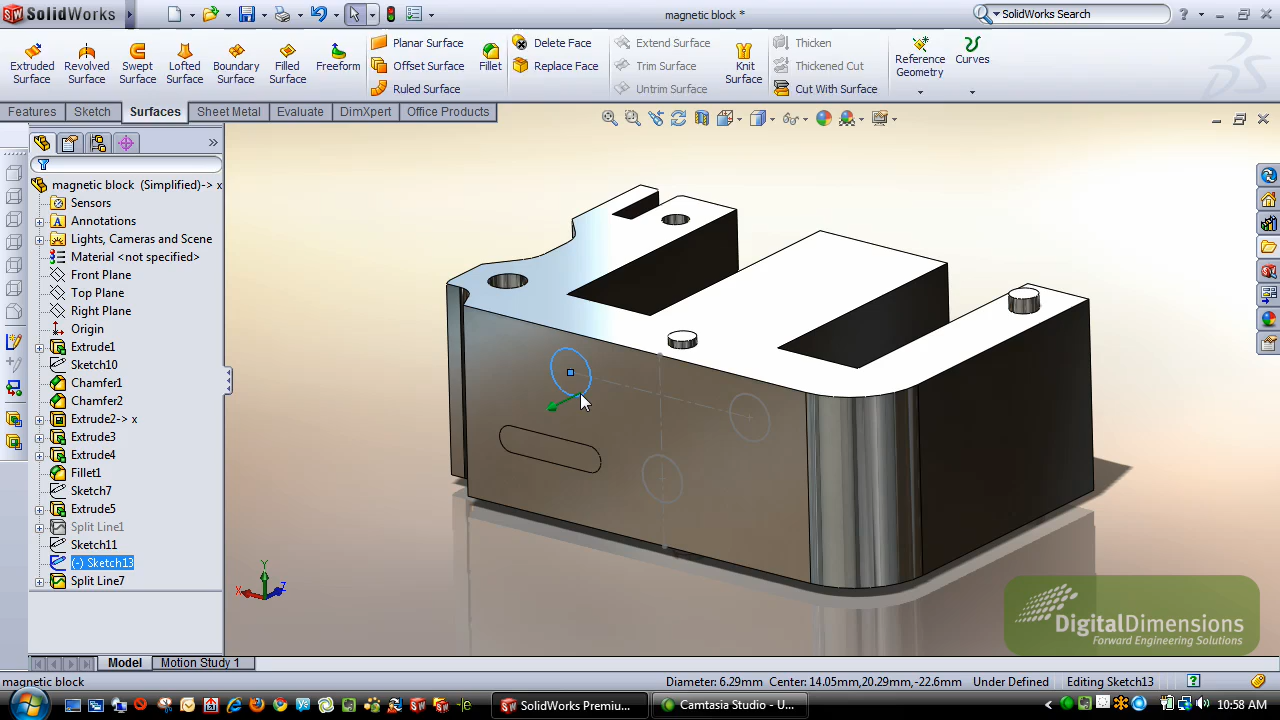 SolidWorks
magnetic block *
SolidWorks Search
Extruded Surface
Revolved Surface
Swept Surface
Lofted Surface
Boundary Surface
Filled Surface
Freeform
Planar Surface
Offset Surface
Ruled Surface
Fillet
Delete Face
Replace Face
Extend Surface
Trim Surface
Untrim Surface
Knit Surface
Thicken
Thickened Cut
Cut With Surface
Reference Geometry
Curves
Features
Sketch
Surfaces
Sheet Metal
Evaluate
DimXpert
Office Products
magnetic block (Simplified)-> x
Sensors
Annotations
Lights, Cameras and Scene
Material <not specified>
Front Plane
Top Plane
Right Plane
Origin
Extrude1
Sketch10
Chamfer1
Chamfer2
Extrude2-> x
Extrude3
Extrude4
Fillet1
Sketch7
Extrude5
Split Line1
Sketch11
(-) Sketch13
Split Line7
Y
X
Z
DigitalDimensions
Forward Engineering Solutions
Model
Motion Study 1
magnetic block
Diameter: 6.29mm Center: 14.05mm,20.29mm,-22.6mm Under Defined Editing Sketch13
SolidWorks Premiu...
Camtasia Studio - U...
10:58 AM